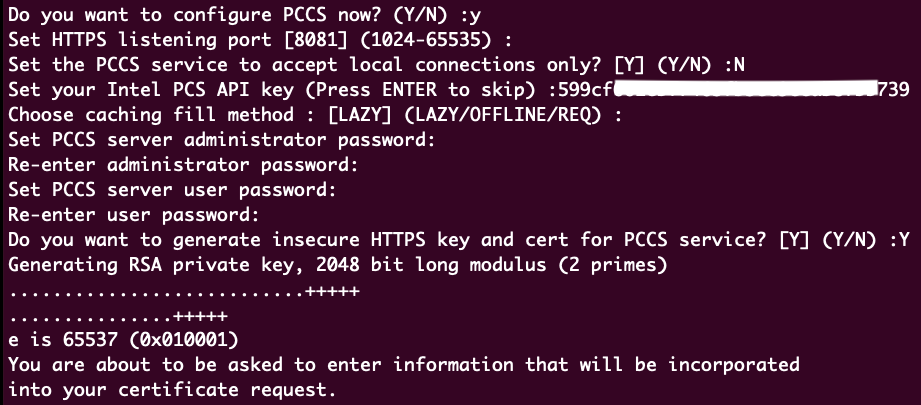 Do you want to configure PCCS now? (Y/N) :y
Set HTTPS listening port [8081] (1024-65535) :
Set the PCCS service to accept local connections only? [Y] (Y/N) :N
Set your Intel PCS API key (Press ENTER to skip) :599cf 739
Choose caching fill method : [LAZY] (LAZY/OFFLINE/REQ) :
Set PCCS server administrator password:
Re-enter administrator password:
Set PCCS server user password:
Re-enter user password:
Do you want to generate insecure HTTPS key and cert for PCCS service? [Y] (Y/N) :Y
Generating RSA private key, 2048 bit long modulus (2 primes)
...........................+++++
...............+++++
e is 65537 (0x010001)
You are about to be asked to enter information that will be incorporated
into your certificate request.